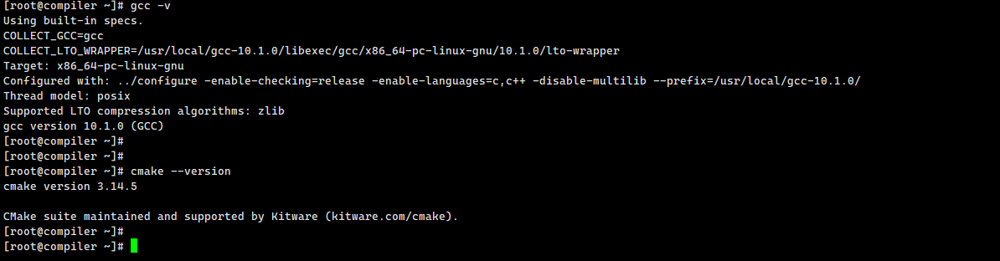 [root@compiler ~]# gcc -v
Using built-in specs.
COLLECT_GCC=gcc
COLLECT_LTO_WRAPPER=/usr/local/gcc-10.1.0/libexec/gcc/x86_64-pc-linux-gnu/10.1.0/lto-wrapper
Target: x86_64-pc-linux-gnu
Configured with: ../configure -enable-checking=release -enable-languages=c,c++ -disable-multilib --prefix=/usr/local/gcc-10.1.0/
Thread model: posix
Supported LTO compression algorithms: zlib
gcc version 10.1.0 (GCC)
[root@compiler ~]#
[root@compiler ~]#
[root@compiler ~]# cmake --version
cmake version 3.14.5

CMake suite maintained and supported by Kitware (kitware.com/cmake).
[root@compiler ~]#
[root@compiler ~]#